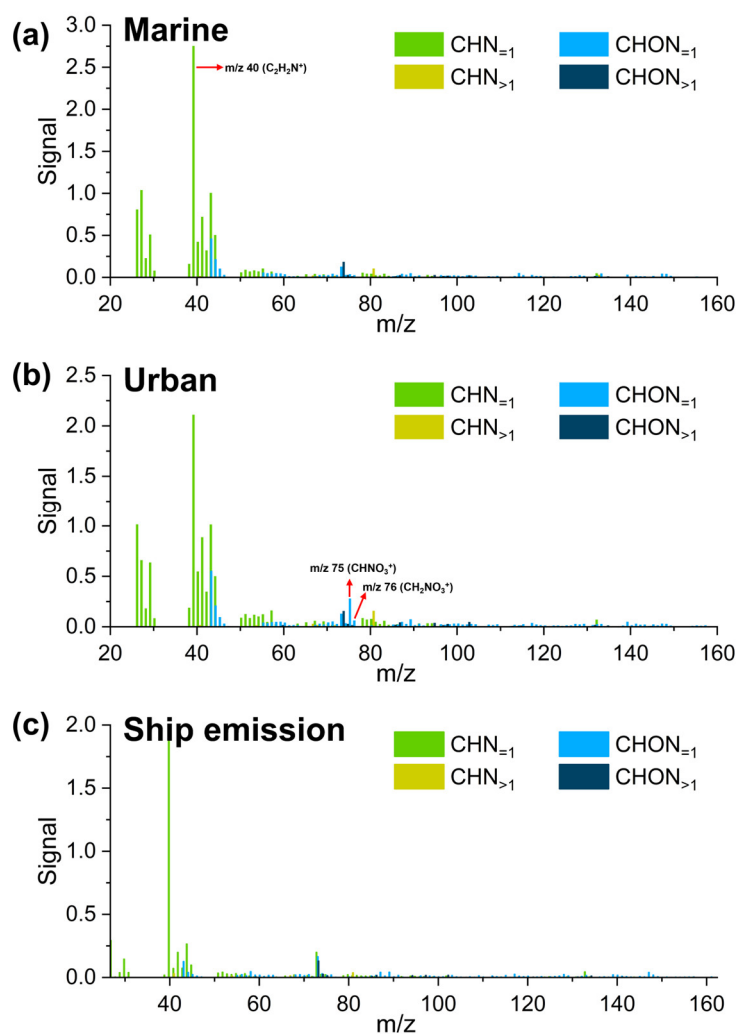 (a) Marine
3.0
2.5
2.0
1.5
1.0
0.5
0.0
Signal
m/z 40 (C₂H₂N⁺)
CHN₌₁ CHON₌₁
CHN>₁ CHON>₁
20 40 60 80 100 120 140 160
m/z
(b) Urban
2.5
2.0
1.5
1.0
0.5
0.0
Signal
CHN₌₁ CHON₌₁
CHN>₁ CHON>₁
m/z 75 (CHNO₃⁺)
m/z 76 (CH₂NO₃⁺)
20 40 60 80 100 120 140 160
m/z
(c) Ship emission
2.0
1.5
1.0
0.5
0.0
Signal
CHN₌₁ CHON₌₁
CHN>₁ CHON>₁
40 60 80 100 120 140 160
m/z